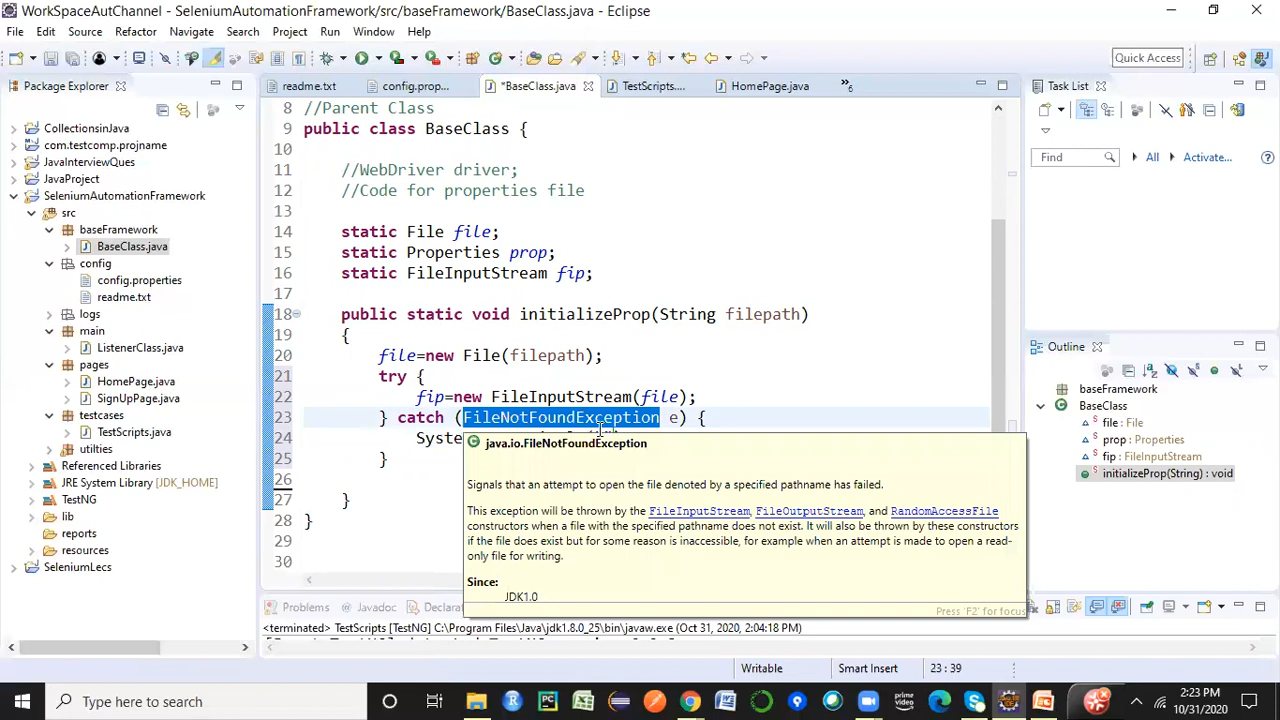 WorkSpaceAutChannel - SeleniumAutomationFramework/src/baseFramework/BaseClass.java - Eclipse
File Edit Source Refactor Navigate Search Project Run Window Help
Quick Access
Package Explorer
CollectionsinJava
com.testcomp.projname
JavaInterviewQues
JavaProject
SeleniumAutomationFramework
src
baseFramework
BaseClass.java
config
config.properties
readme.txt
logs
main
ListenerClass.java
pages
HomePage.java
SignUpPage.java
testcases
TestScripts.java
utilties
Referenced Libraries
JRE System Library [JDK_HOME]
TestNG
lib
reports
resources
SeleniumLecs
readme.txt config.prop... *BaseClass.java TestScripts.... HomePage.java »6
8 //Parent Class
9 public class BaseClass {
10
11 //WebDriver driver;
12 //Code for properties file
13
14 static File file;
15 static Properties prop;
16 static FileInputStream fip;
17
18 public static void initializeProp(String filepath)
19 {
20 file=new File(filepath);
21 try {
22 fip=new FileInputStream(file);
23 } catch (FileNotFoundException e) {
24 Syste
25 }
26
27 }
28 }
30
java.io.FileNotFoundException
Signals that an attempt to open the file denoted by a specified pathname has failed.
This exception will be thrown by the FileInputStream, FileOutputStream, and RandomAccessFile
constructors when a file with the specified pathname does not exist. It will also be thrown by these constructors
if the file does exist but for some reason is inaccessible, for example when an attempt is made to open a read-
only file for writing.
Since:
JDK1.0
Press 'F2' for focus
Task List
Find All Activate...
Outline
baseFramework
BaseClass
file : File
prop : Properties
fip : FileInputStream
initializeProp(String) : void
Problems Javadoc Declara
<terminated> TestScripts [TestNG] C:\Program Files\Java\jdk1.8.0_25\bin\javaw.exe (Oct 31, 2020, 2:04:18 PM)
Writable Smart Insert 23 : 39
Type here to search
prime video
2:23 PM
10/31/2020